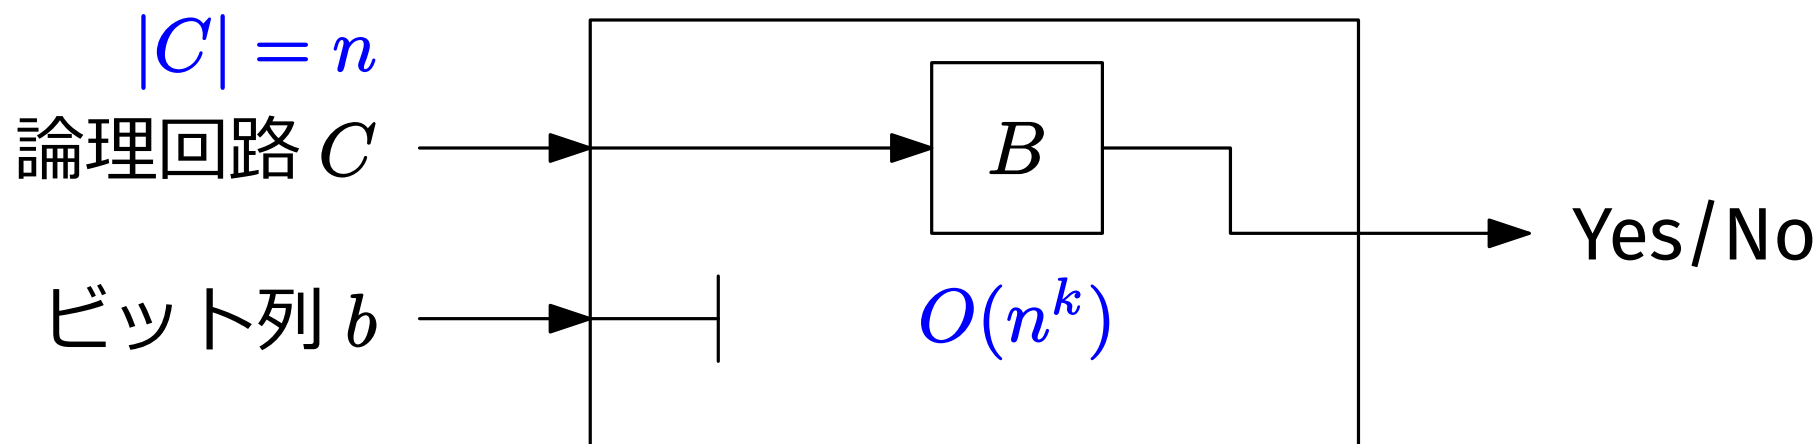 |C| = n
論理回路 C
B
Yes/No
ビット列 b
O(n^k)